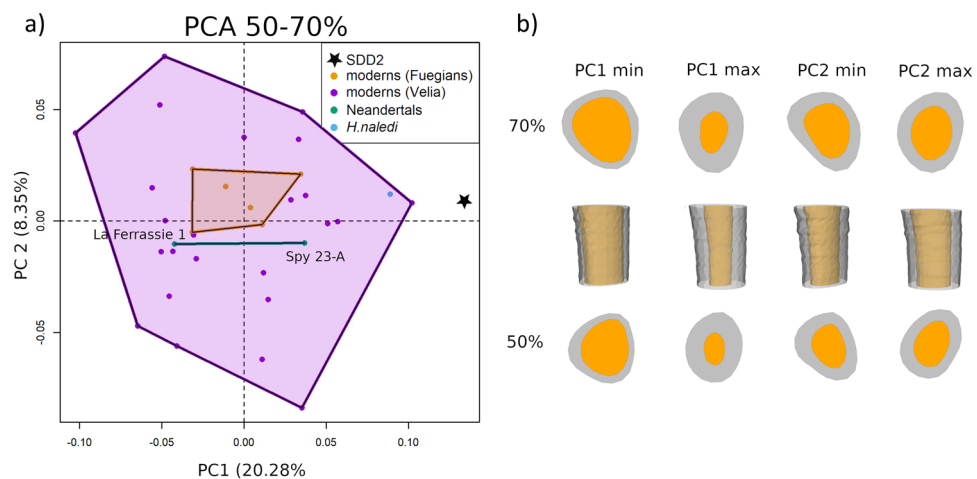 a)
PCA 50-70%
SDD2
moderns (Fuegians)
moderns (Velia)
Neandertals
H.naledi
0.05
0.00
-0.05
PC 2 (8.35%)
La Ferrassie 1
Spy 23-A
-0.10
-0.05
0.00
0.05
0.10
PC1 (20.28%
b)
PC1 min
PC1 max
PC2 min
PC2 max
70%
50%